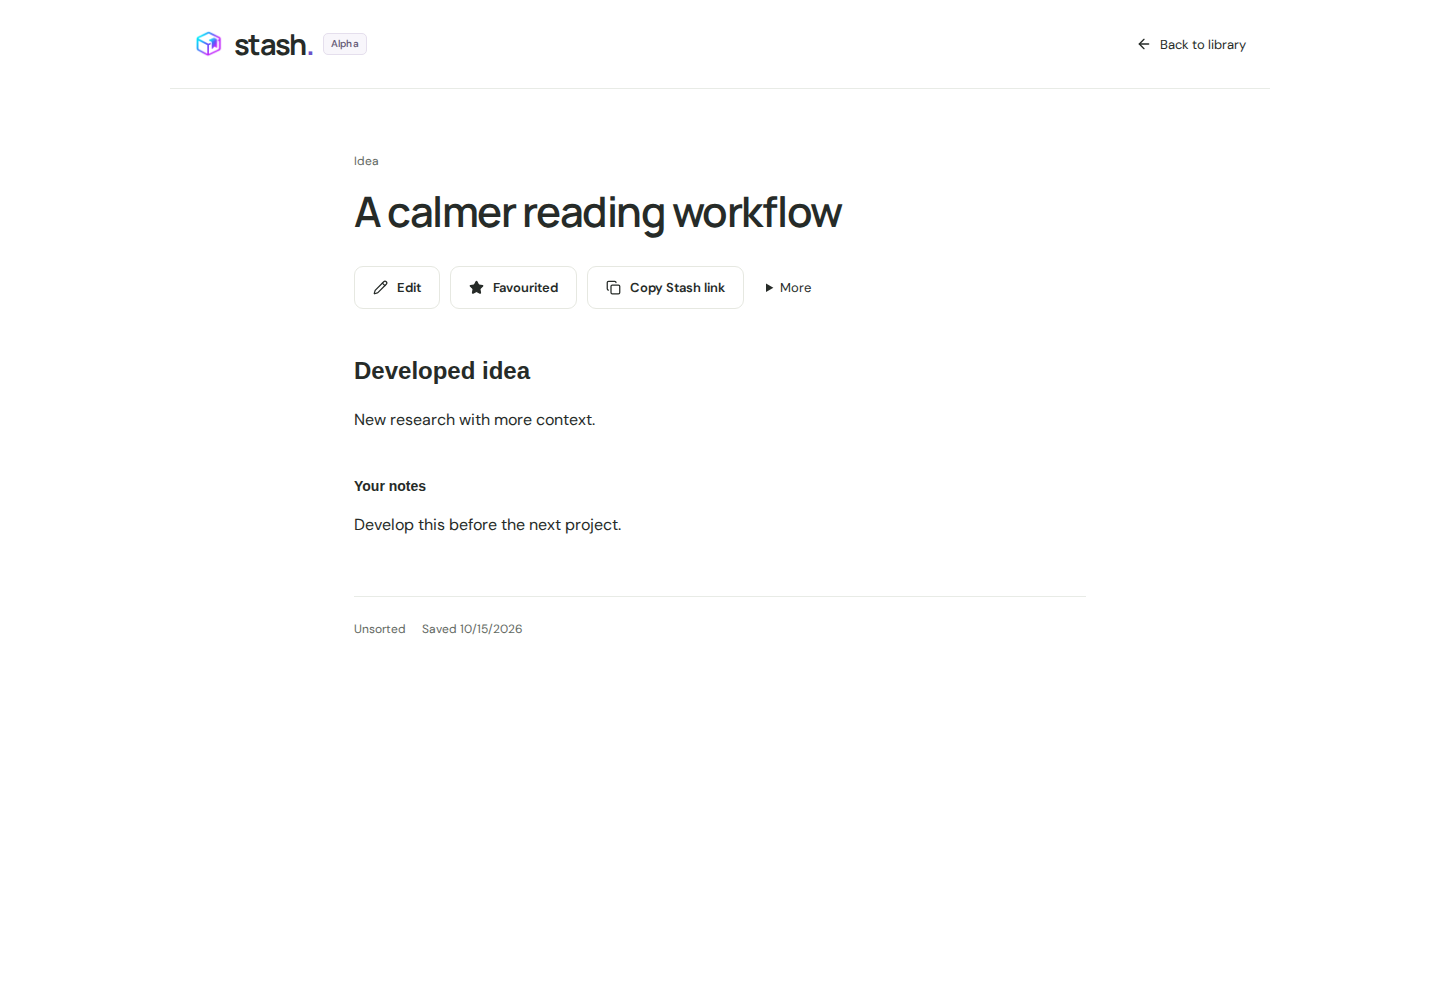 stash. Alpha
Back to library
Idea
A calmer reading workflow
Edit Favourited Copy Stash link More
Developed idea
New research with more context.
Your notes
Develop this before the next project.
Unsorted Saved 10/15/2026